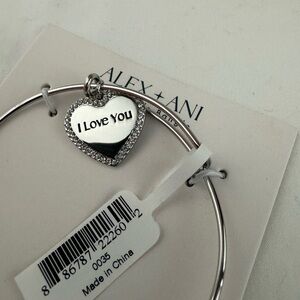 ALEX + ANI
I Love You
8 86787 22260 2
0035
Made in China